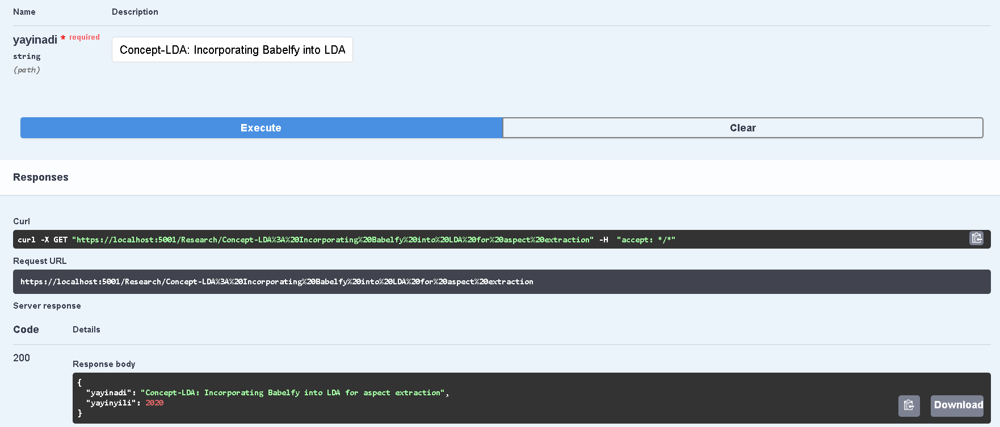 Name Description
yayinadi * required
string
(path)
Concept-LDA: Incorporating Babelfy into LDA
Execute Clear
Responses
Curl
curl -X GET "https://localhost:5001/Research/Concept-LDA%3A%20Incorporating%20Babelfy%20into%20LDA%20for%20aspect%20extraction" -H  "accept: */*"
Request URL
https://localhost:5001/Research/Concept-LDA%3A%20Incorporating%20Babelfy%20into%20LDA%20for%20aspect%20extraction
Server response
Code Details
200
Response body
{
  "yayinadi": "Concept-LDA: Incorporating Babelfy into LDA for aspect extraction",
  "yayinyili": 2020
}
Download